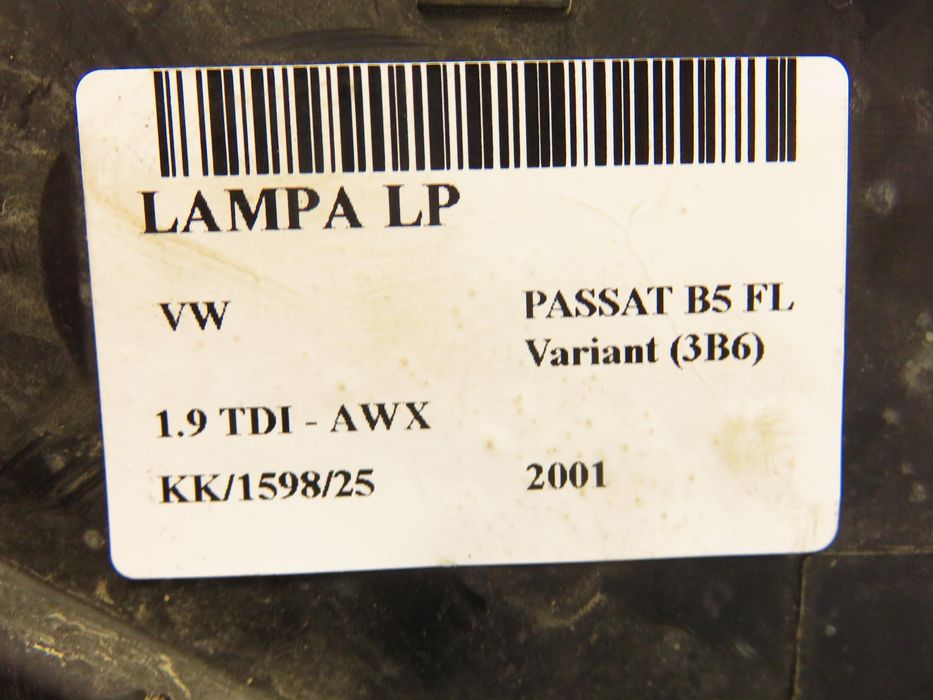 LAMPA LP
VW
PASSAT B5 FL
Variant (3B6)
1.9 TDI - AWX
KK/1598/25
2001